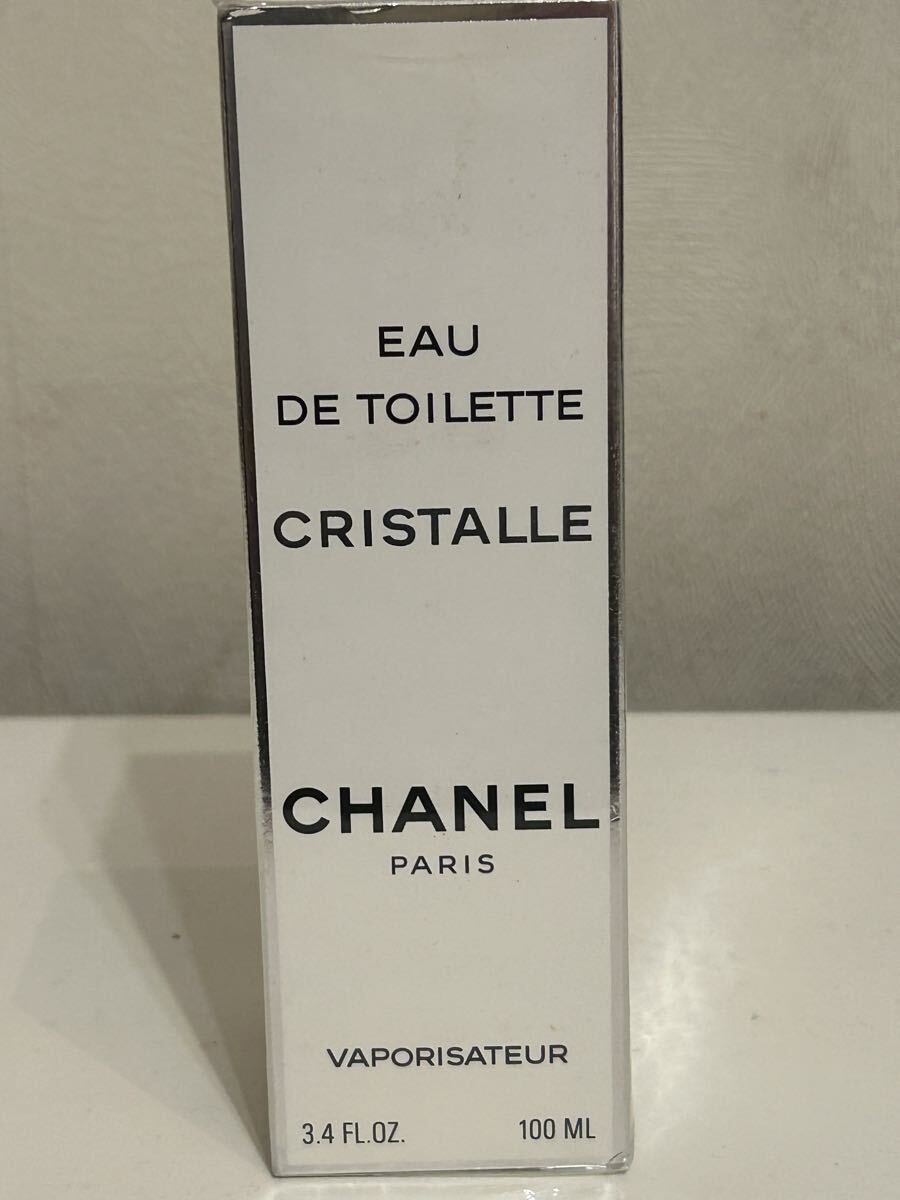 EAU
DE TOILETTE
CRISTALLE
CHANEL
PARIS
VAPORISATEUR
3.4 FL.OZ. 100 ML